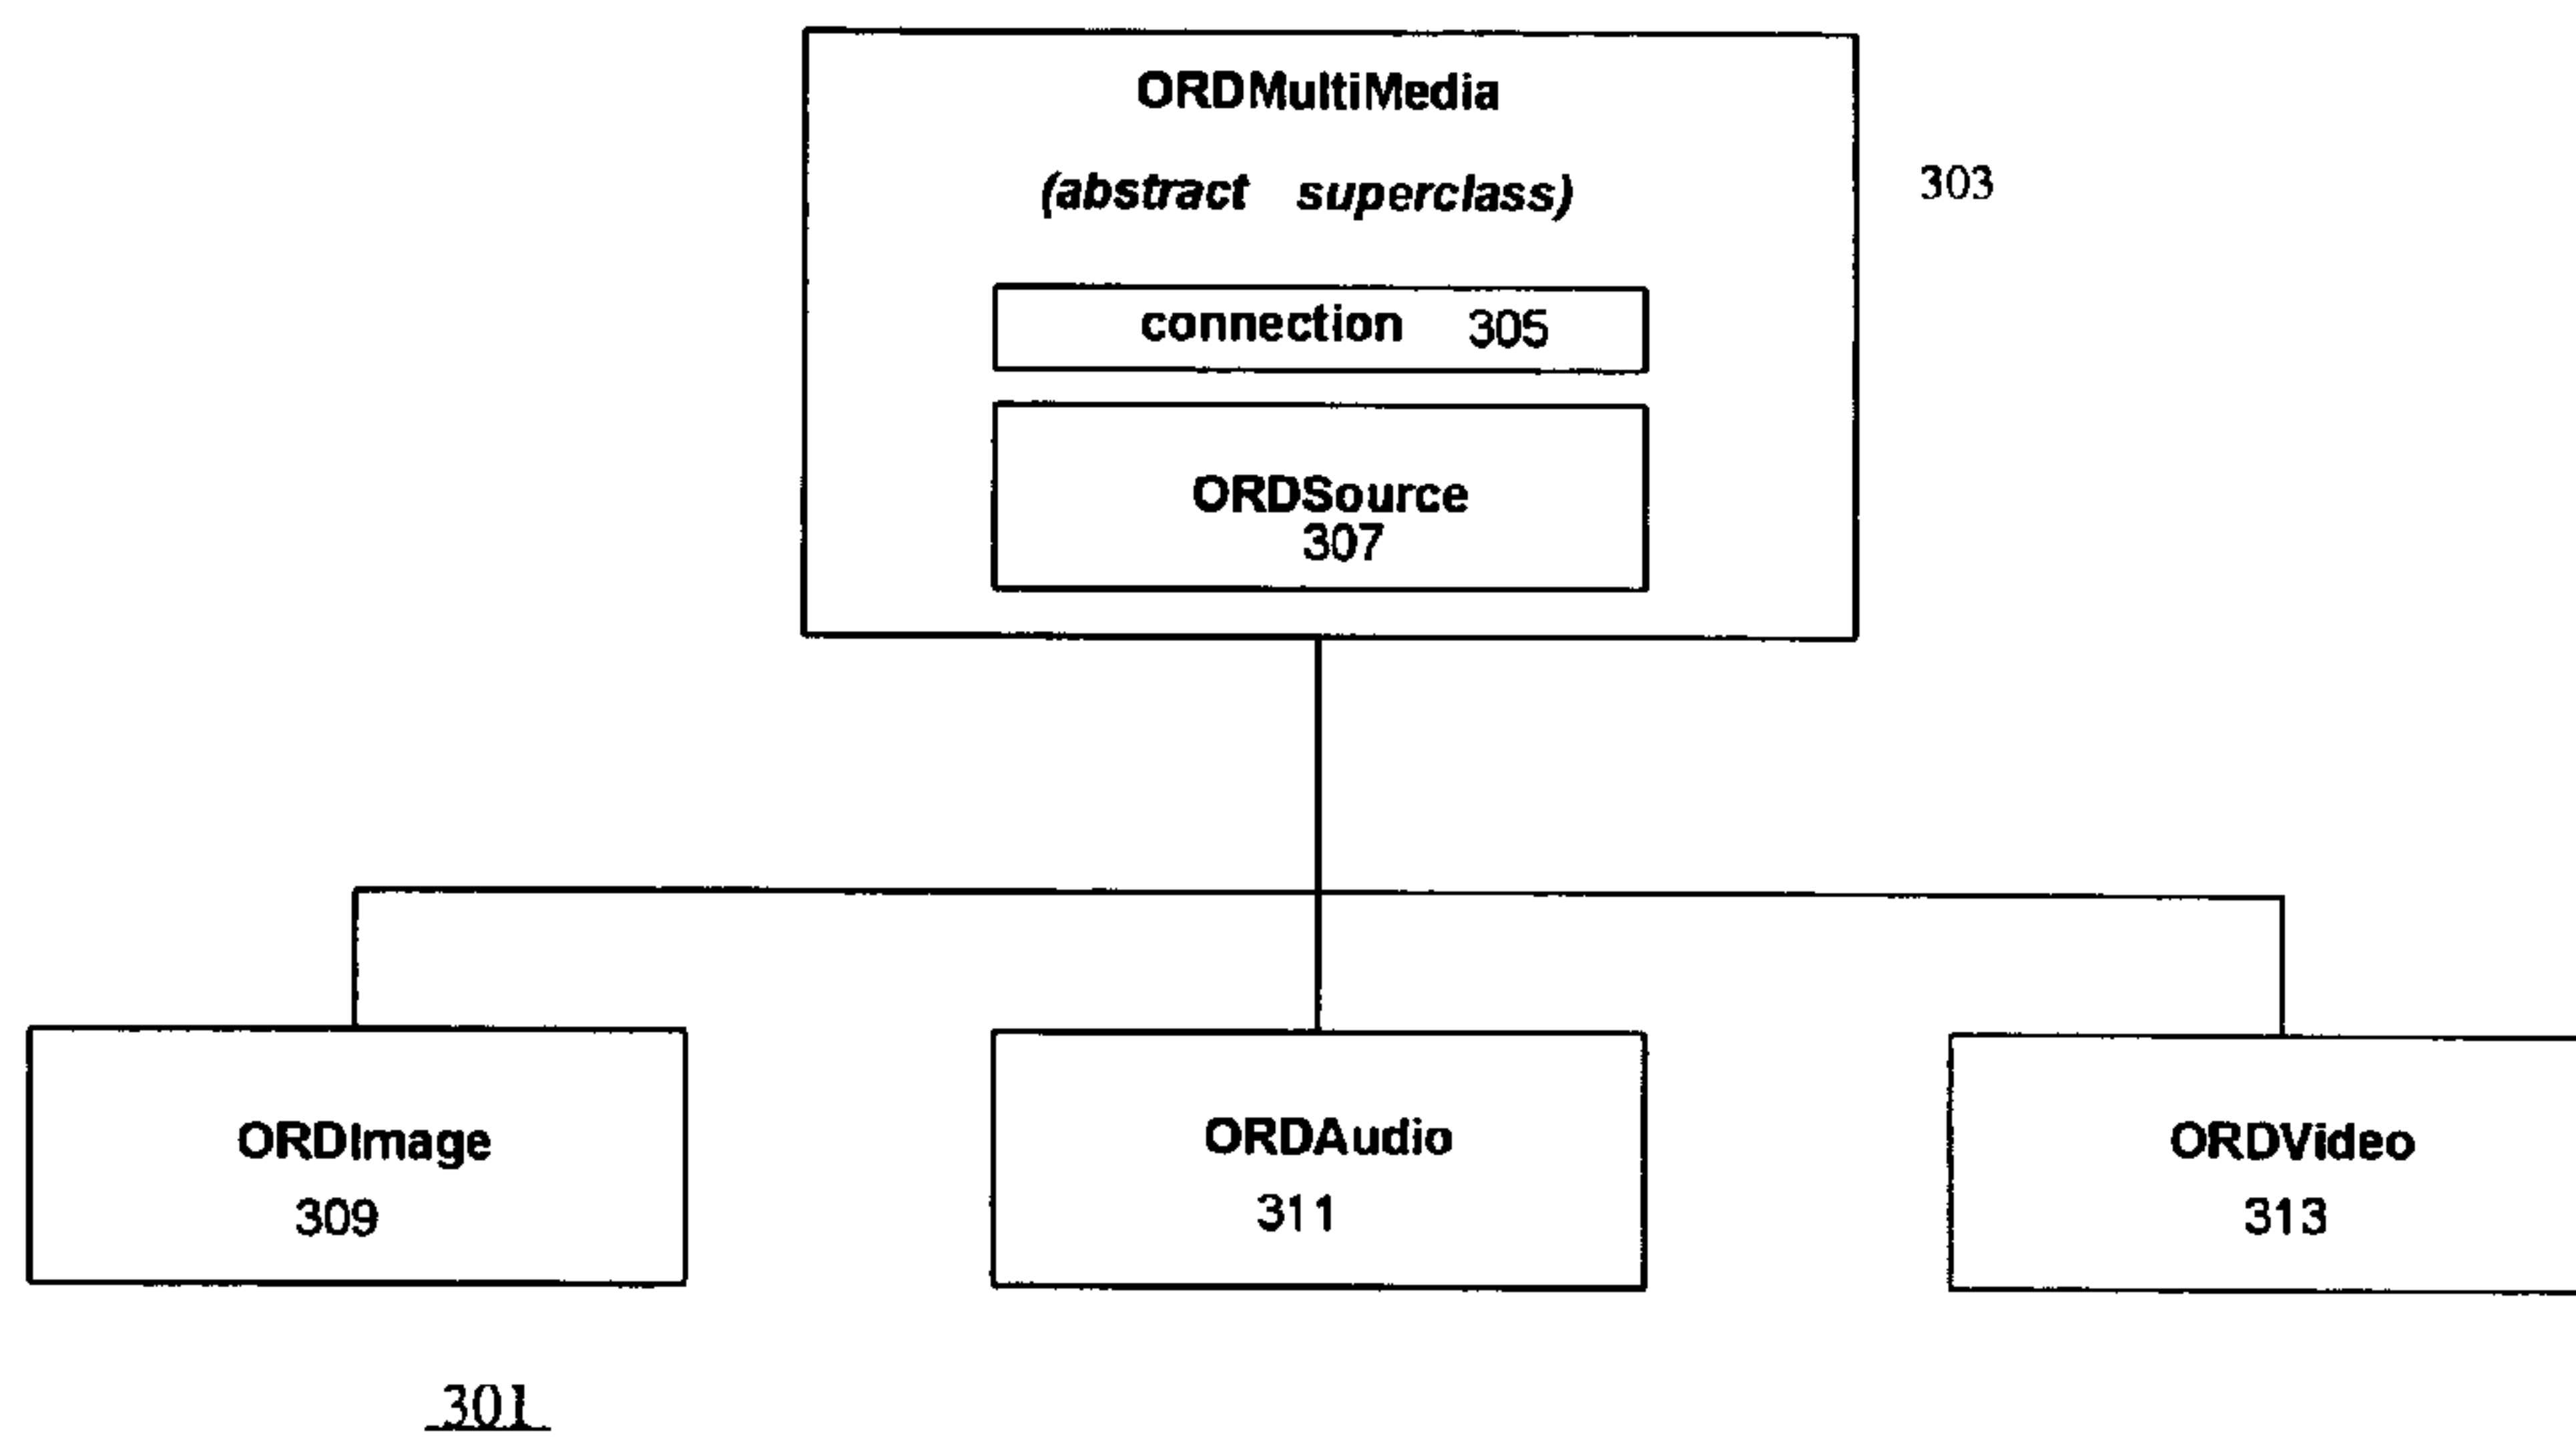 ORDMultiMedia
(abstract superclass)
303
connection 305
ORDSource
307
ORDImage
309
ORDAudio
311
ORDVideo
313
301